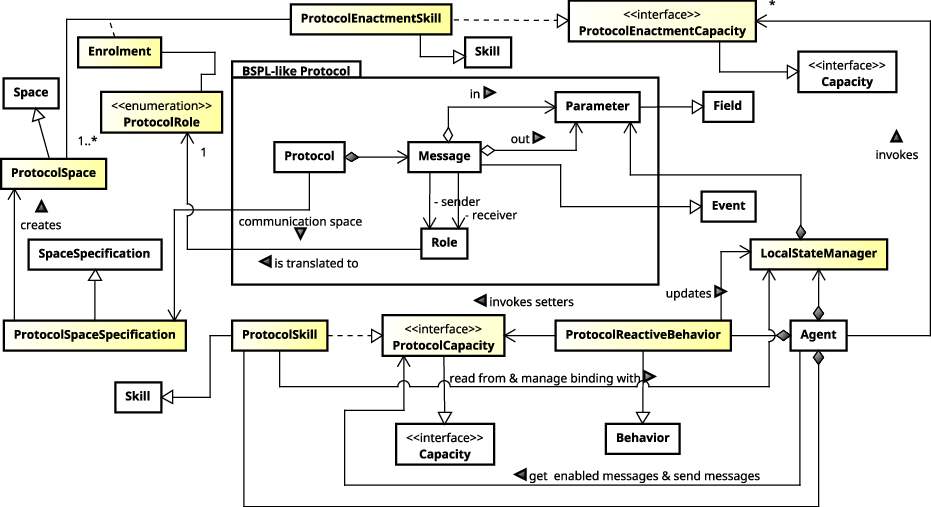 *
ProtocolEnactmentSkill
<<interface>>
ProtocolEnactmentCapacity
Enrolment
Skill
<<interface>>
Capacity
BSPL-like Protocol
Space
<<enumeration>>
ProtocolRole
in
Parameter
Field
1..*
1
out
invokes
Protocol
Message
ProtocolSpace
- sender
- receiver
Event
creates
communication space
Role
SpaceSpecification
is translated to
LocalStateManager
updates
invokes setters
ProtocolSpaceSpecification
ProtocolSkill
<<interface>>
ProtocolCapacity
ProtocolReactiveBehavior
Agent
read from & manage binding with
Skill
<<interface>>
Capacity
Behavior
get enabled messages & send messages